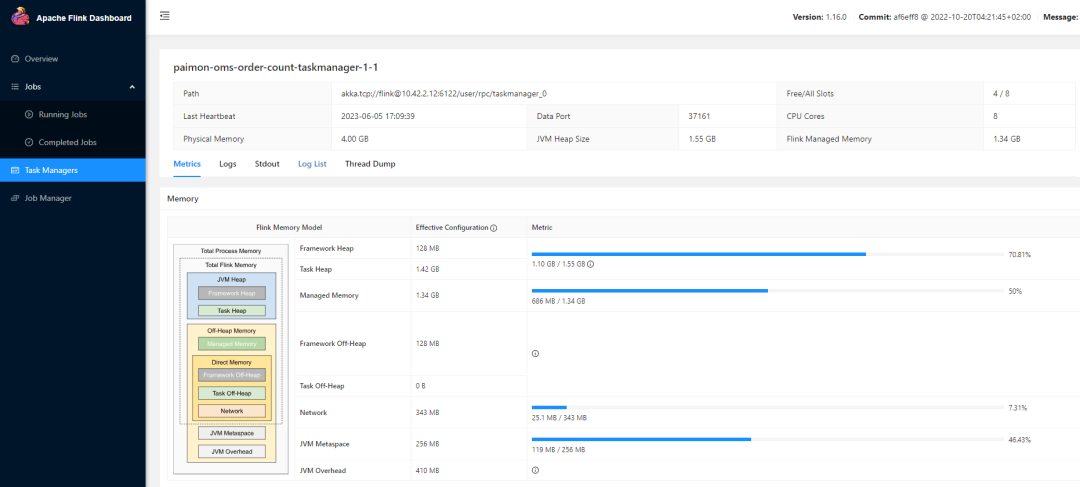 Apache Flink Dashboard
Version: 1.16.0 Commit: af6eff8 @ 2022-10-20T04:21:45+02:00 Message:
Overview
Jobs
Running Jobs
Completed Jobs
Task Managers
Job Manager
paimon-oms-order-count-taskmanager-1-1
Path akka.tcp://flink@10.42.2.12:6122/user/rpc/taskmanager_0 Free/All Slots 4 / 8
Last Heartbeat 2023-06-05 17:09:39 Data Port 37161 CPU Cores 8
Physical Memory 4.00 GB JVM Heap Size 1.55 GB Flink Managed Memory 1.34 GB
Metrics Logs Stdout Log List Thread Dump
Memory
Flink Memory Model Effective Configuration Metric
Total Process Memory
Total Flink Memory
JVM Heap
Framework Heap
Task Heap
Off-Heap Memory
Managed Memory
Direct Memory
Framework Off-Heap
Task Off-Heap
Network
JVM Metaspace
JVM Overhead
Framework Heap 128 MB
Task Heap 1.42 GB
1.10 GB / 1.55 GB 70.81%
Managed Memory 1.34 GB
686 MB / 1.34 GB 50%
Framework Off-Heap 128 MB
Task Off-Heap 0 B
Network 343 MB
25.1 MB / 343 MB 7.31%
JVM Metaspace 256 MB
119 MB / 256 MB 46.43%
JVM Overhead 410 MB